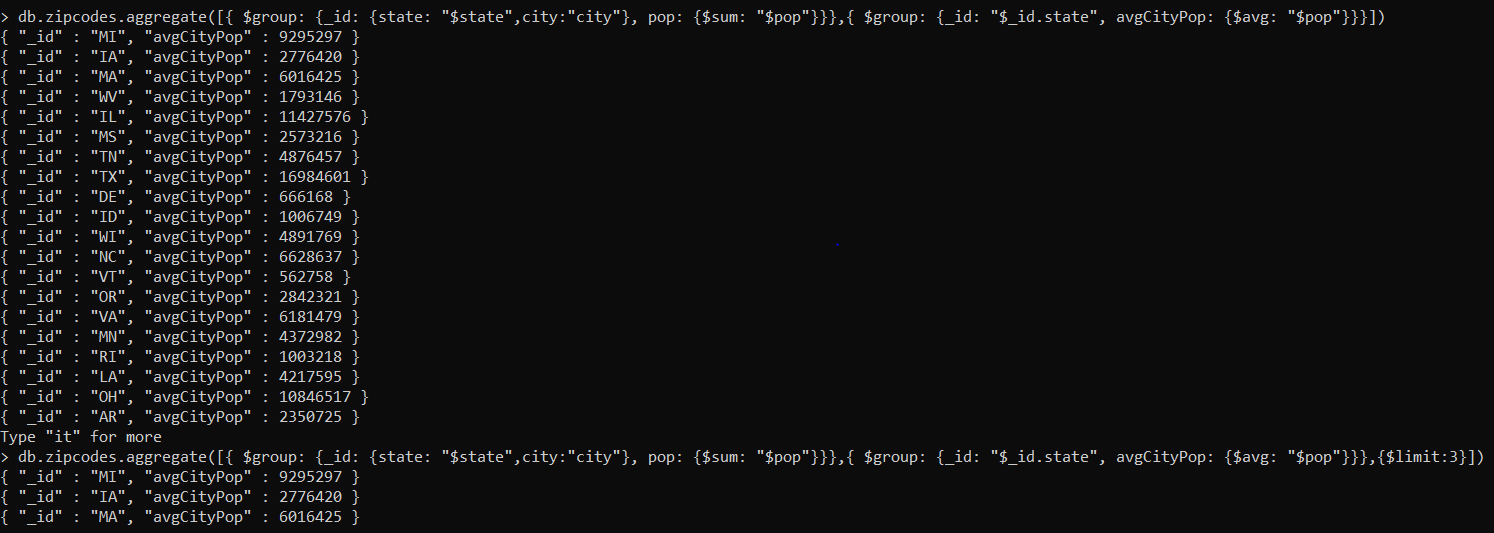 > db.zipcodes.aggregate([{ $group: {_id: {state: "$state",city:"city"}, pop: {$sum: "$pop"}}},{ $group: {_id: "$_id.state", avgCityPop: {$avg: "$pop"}}}])
{ "_id" : "MI", "avgCityPop" : 9295297 }
{ "_id" : "IA", "avgCityPop" : 2776420 }
{ "_id" : "MA", "avgCityPop" : 6016425 }
{ "_id" : "WV", "avgCityPop" : 1793146 }
{ "_id" : "IL", "avgCityPop" : 11427576 }
{ "_id" : "MS", "avgCityPop" : 2573216 }
{ "_id" : "TN", "avgCityPop" : 4876457 }
{ "_id" : "TX", "avgCityPop" : 16984601 }
{ "_id" : "DE", "avgCityPop" : 666168 }
{ "_id" : "ID", "avgCityPop" : 1006749 }
{ "_id" : "WI", "avgCityPop" : 4891769 }
{ "_id" : "NC", "avgCityPop" : 6628637 }
{ "_id" : "VT", "avgCityPop" : 562758 }
{ "_id" : "OR", "avgCityPop" : 2842321 }
{ "_id" : "VA", "avgCityPop" : 6181479 }
{ "_id" : "MN", "avgCityPop" : 4372982 }
{ "_id" : "RI", "avgCityPop" : 1003218 }
{ "_id" : "LA", "avgCityPop" : 4217595 }
{ "_id" : "OH", "avgCityPop" : 10846517 }
{ "_id" : "AR", "avgCityPop" : 2350725 }
Type "it" for more
> db.zipcodes.aggregate([{ $group: {_id: {state: "$state",city:"city"}, pop: {$sum: "$pop"}}},{ $group: {_id: "$_id.state", avgCityPop: {$avg: "$pop"}}},{$limit:3}])
{ "_id" : "MI", "avgCityPop" : 9295297 }
{ "_id" : "IA", "avgCityPop" : 2776420 }
{ "_id" : "MA", "avgCityPop" : 6016425 }